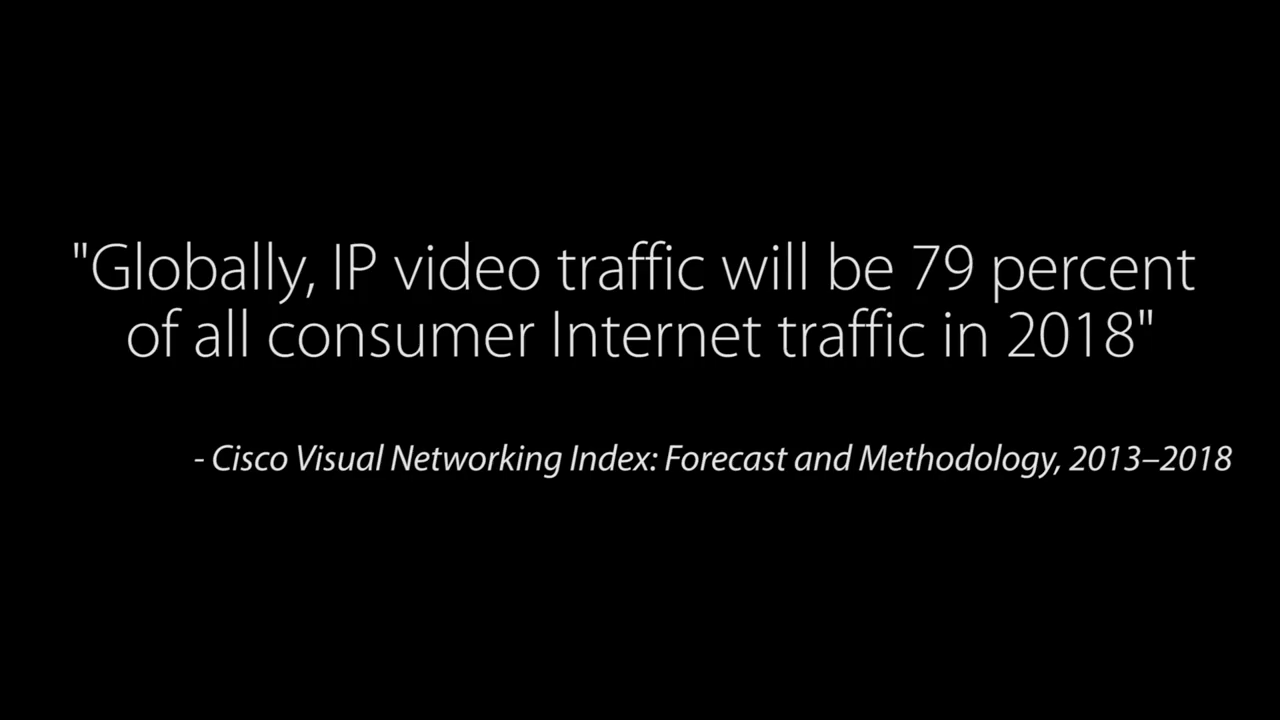 "Globally, IP video traffic will be 79 percent
of all consumer Internet traffic in 2018"
- Cisco Visual Networking Index: Forecast and Methodology, 2013–2018